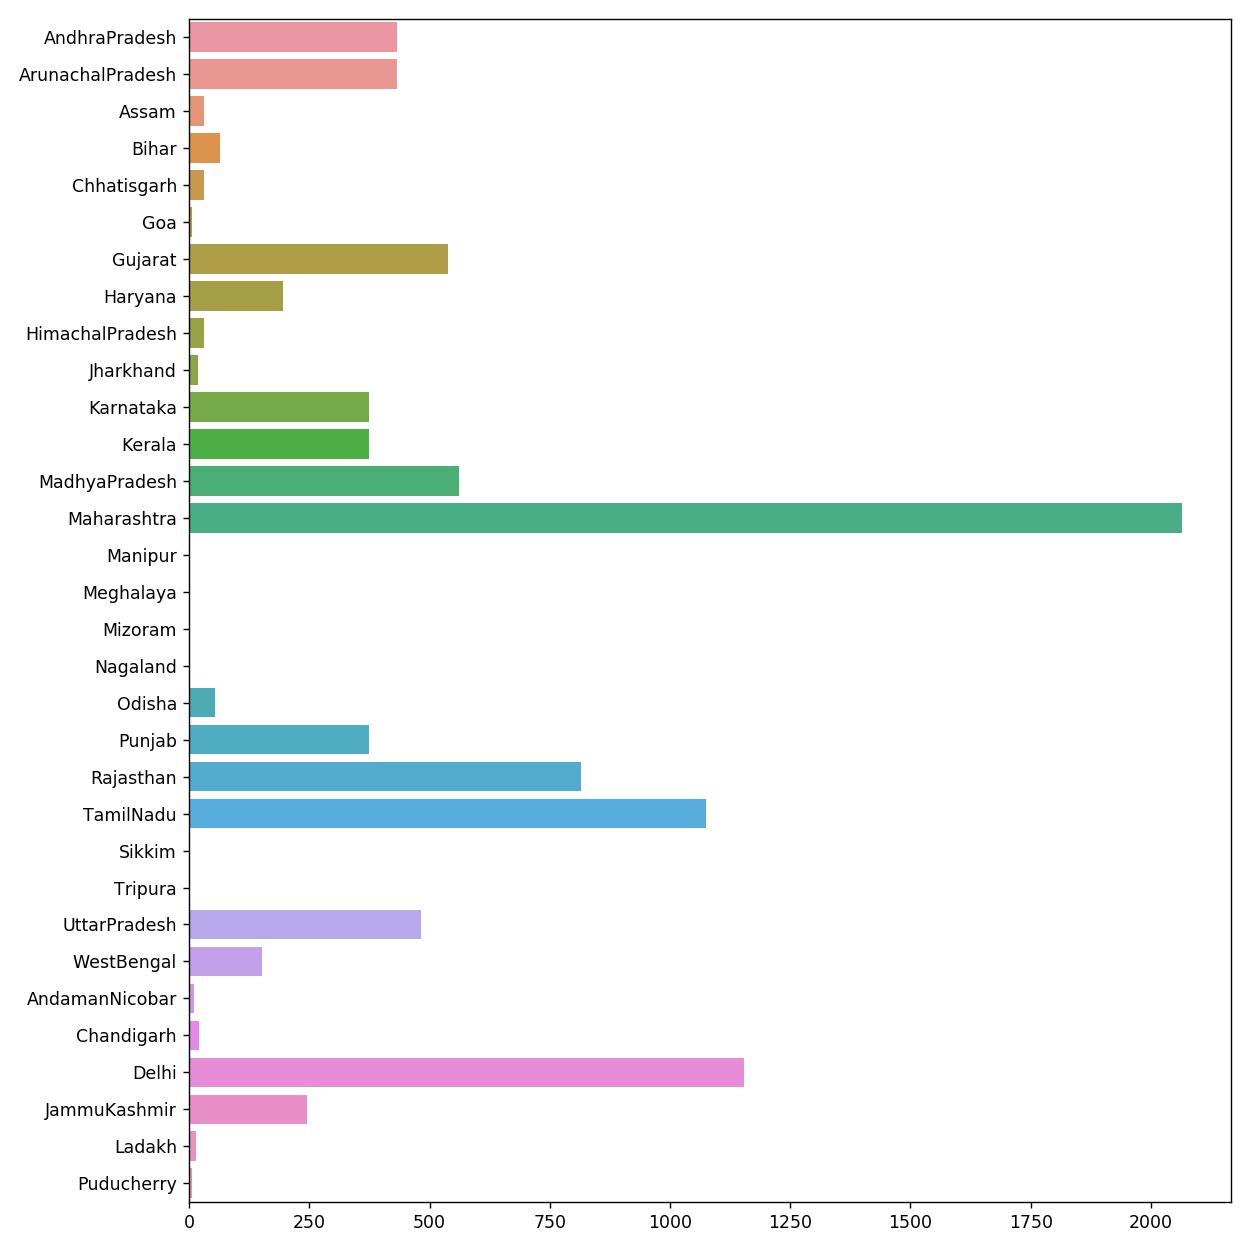 AndhraPradesh
ArunachalPradesh
Assam
Bihar
Chhatisgarh
Goa
Gujarat
Haryana
HimachalPradesh
Jharkhand
Karnataka
Kerala
MadhyaPradesh
Maharashtra
Manipur
Meghalaya
Mizoram
Nagaland
Odisha
Punjab
Rajasthan
TamilNadu
Sikkim
Tripura
UttarPradesh
WestBengal
AndamanNicobar
Chandigarh
Delhi
JammuKashmir
Ladakh
Puducherry
0 250 500 750 1000 1250 1500 1750 2000